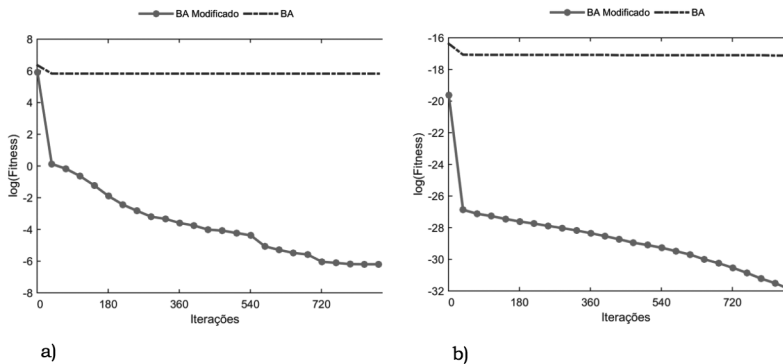 BA Modificado BA
8
6
4
2
0
-2
-4
-6
-8
log(Fitness)
0 180 360 540 720
Iterações
a)
BA Modificado BA
-16
-18
-20
-22
-24
-26
-28
-30
-32
log(Fitness)
0 180 360 540 720
Iterações
b)